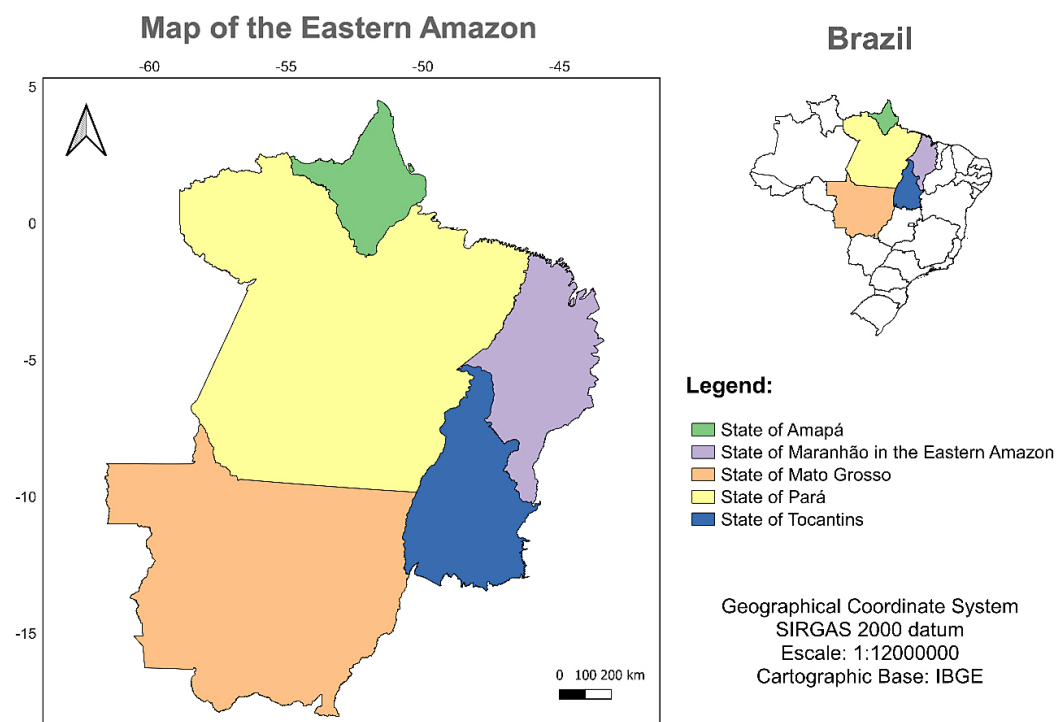 Map of the Eastern Amazon
Brazil
-60 -55 -50 -45
5
0
-5
-10
-15
Legend:
State of Amapá
State of Maranhão in the Eastern Amazon
State of Mato Grosso
State of Pará
State of Tocantins
0 100 200 km
Geographical Coordinate System
SIRGAS 2000 datum
Escale: 1:12000000
Cartographic Base: IBGE